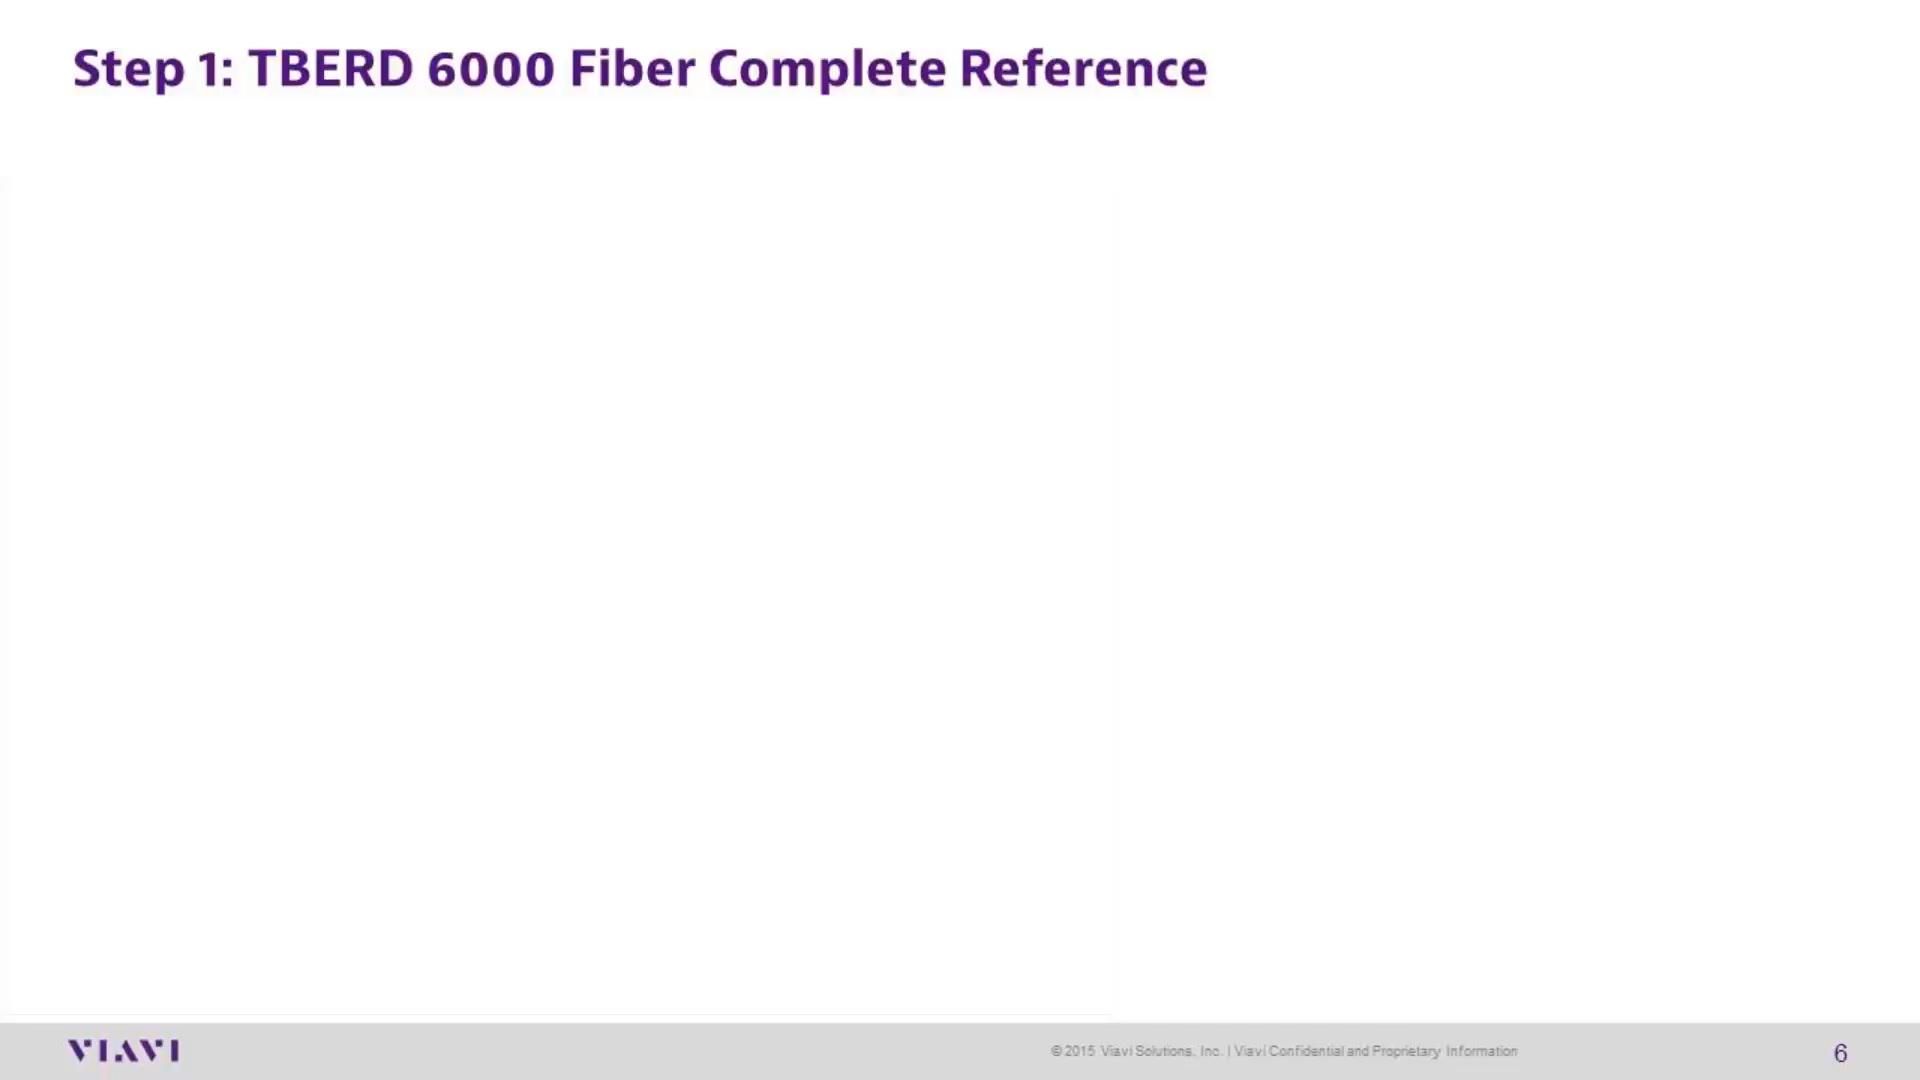 Step 1: TBERD 6000 Fiber Complete Reference
VIAVI
© 2015 Viavi Solutions, Inc. | Viavi Confidential and Proprietary Information
6